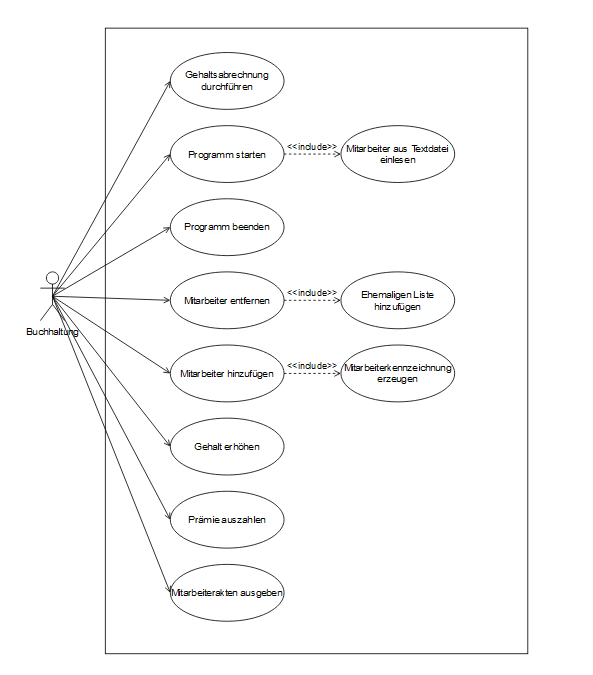 Gehaltsabrechnung
durchführen
Programm starten
<<include>>
Mitarbeiter aus Textdatei
einlesen
Programm beenden
Mitarbeiter entfernen
<<include>>
Ehemaligen Liste
hinzufügen
Buchhaltung
Mitarbeiter hinzufügen
<<include>>
Mitarbeiterkennzeichnung
erzeugen
Gehalt erhöhen
Prämie auszahlen
Mitarbeiterakten ausgeben